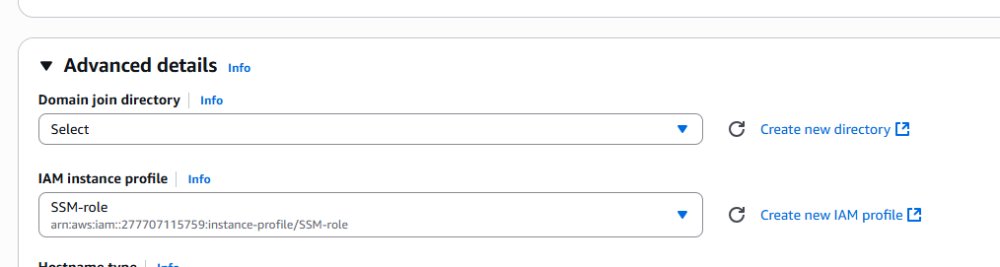 Advanced details Info
Domain join directory Info
Select
Create new directory
IAM instance profile Info
SSM-role
arn:aws:iam::277707115759:instance-profile/SSM-role
Create new IAM profile
Hostname type Info